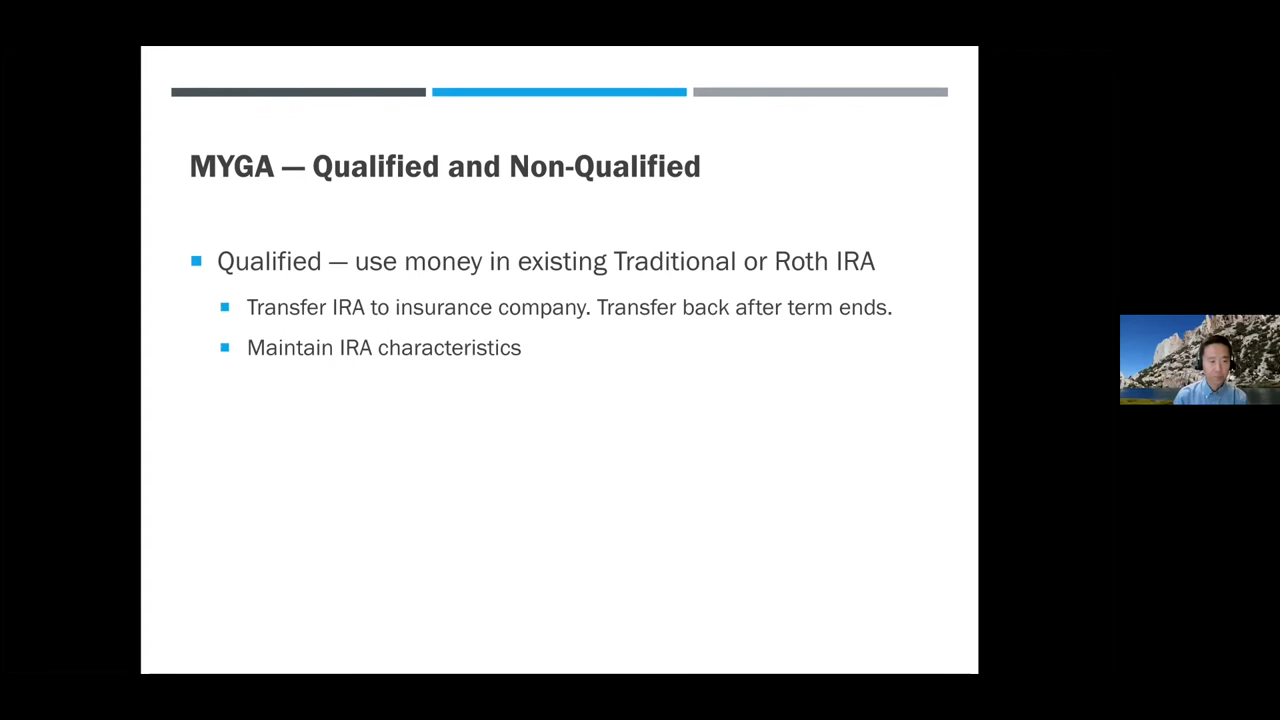 MYGA — Qualified and Non-Qualified
Qualified — use money in existing Traditional or Roth IRA
Transfer IRA to insurance company. Transfer back after term ends.
Maintain IRA characteristics